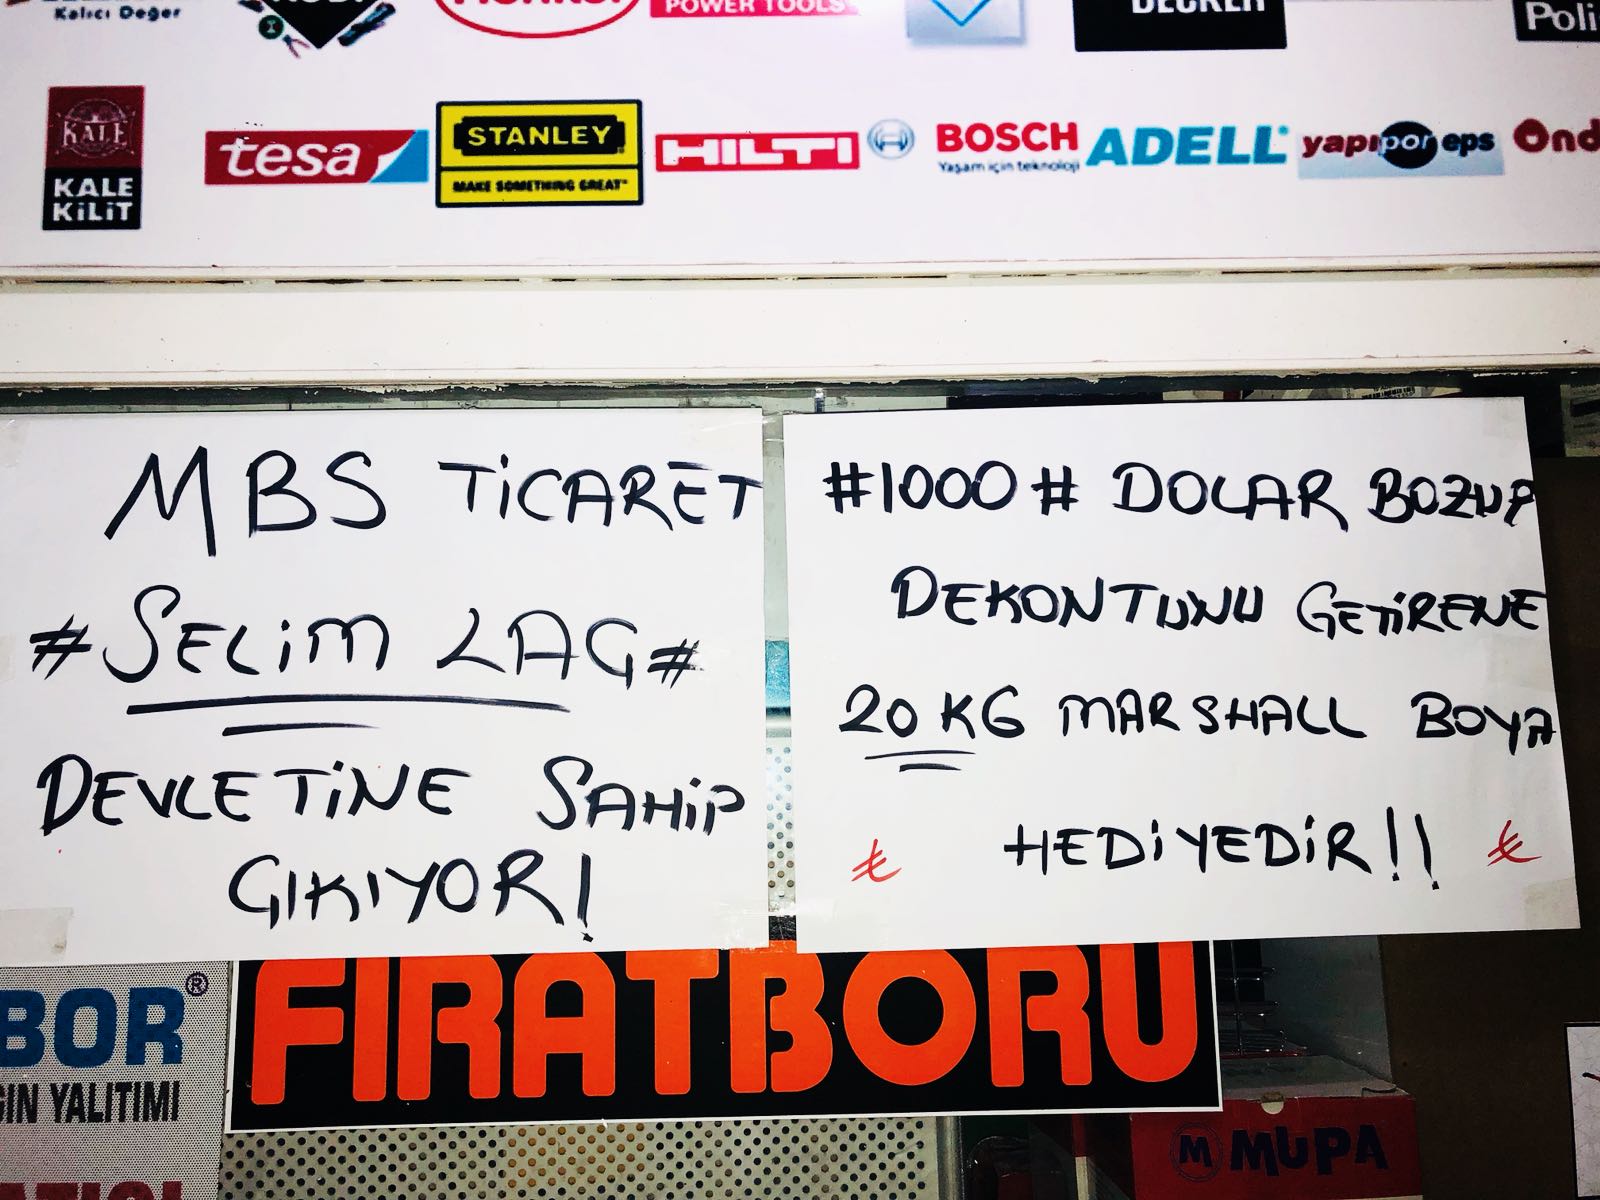 Kalıcı Değer
POWER TOOLS
DECKER
Poli
KALE
KALE
KİLİT
tesa
STANLEY
MAKE SOMETHING GREAT™
HILTI
BOSCH
Yaşam için teknoloji
ADELL
yapıpor eps
MBS TİCARET
#SELİM LAG#
DEVLETİNE SAHİP
ÇIKIYOR!
#1000# DOLAR BOZUP
DEKONTUNU GETİRENE
20 KG MARSHALL BOYA
₺ HEDİYEDİR!! ₺
BOR®
YALITIMI
FIRATBORU
M MUPA